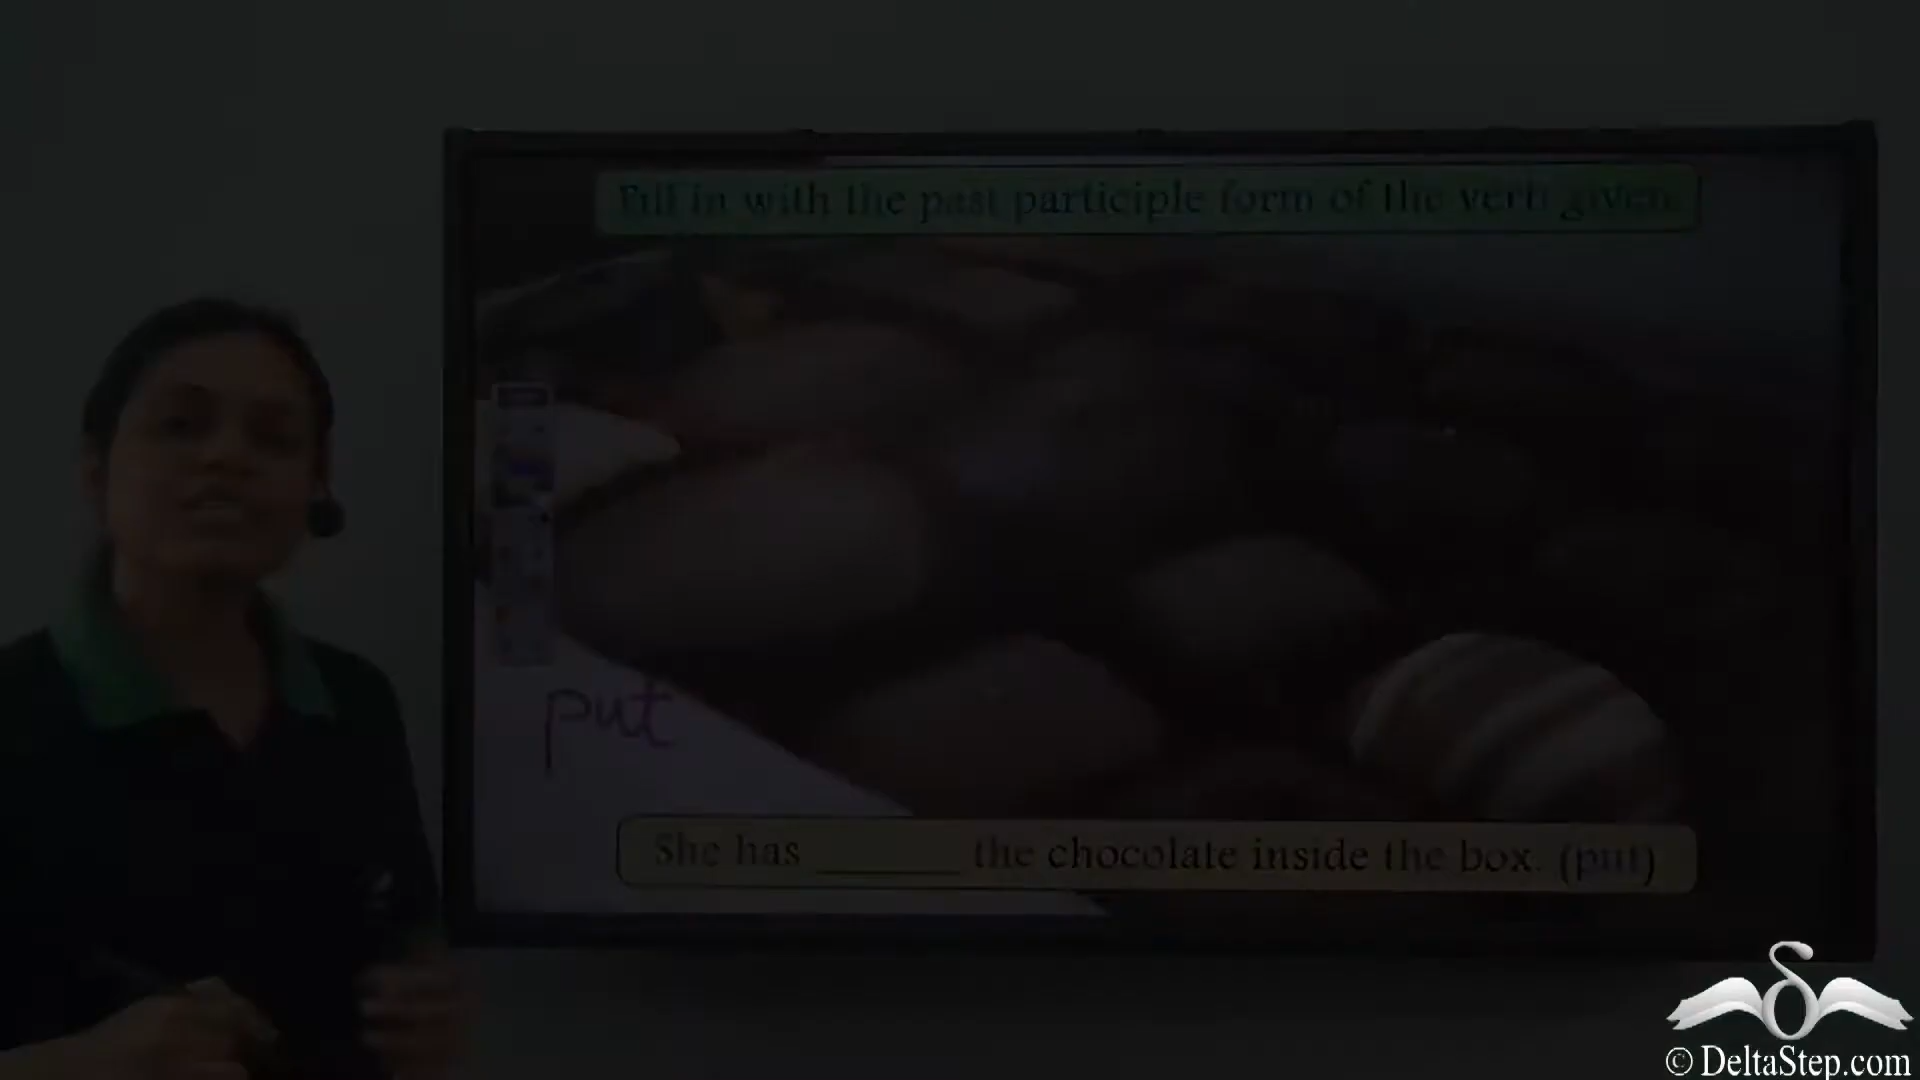 Fill in with the past participle form of the verb given.
put
She has ______ the chocolate inside the box. (put)
© DeltaStep.com